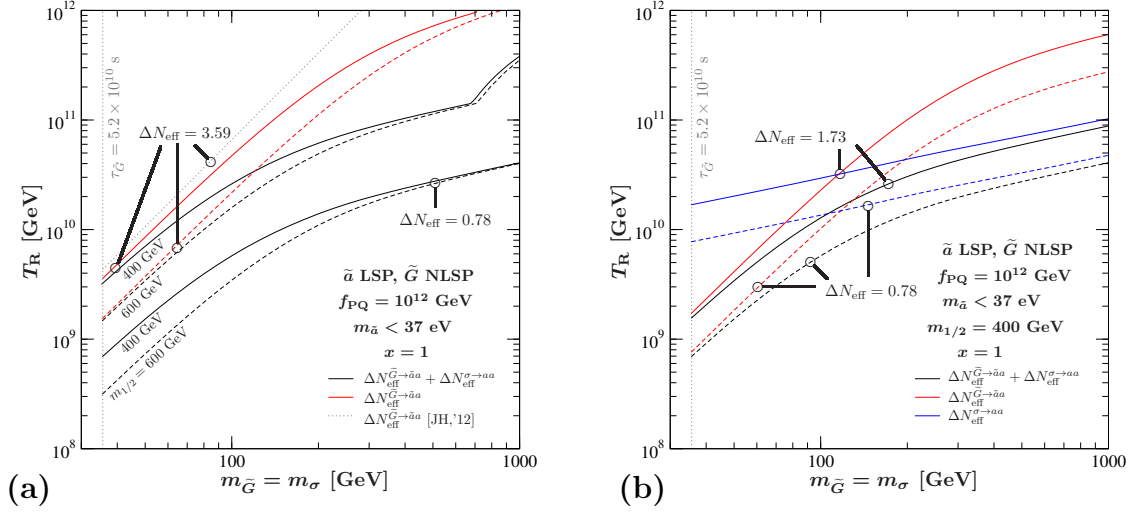 10^12
10^11
10^10
10^9
10^8
T_R [GeV]
τ_G̃ = 5.2 × 10^10 s
ΔN_eff = 3.59
ΔN_eff = 0.78
400 GeV
600 GeV
400 GeV
m_1/2 = 600 GeV
ã LSP, G̃ NLSP
f_PQ = 10^12 GeV
m_ã < 37 eV
x = 1
ΔN_eff^G̃→ãa + ΔN_eff^σ→aa
ΔN_eff^G̃→ãa
ΔN_eff^G̃→ãa [JH,'12]
100
1000
m_G̃ = m_σ [GeV]
(a)
10^12
10^11
10^10
10^9
10^8
T_R [GeV]
τ_G̃ = 5.2 × 10^10 s
ΔN_eff = 1.73
ΔN_eff = 0.78
ã LSP, G̃ NLSP
f_PQ = 10^12 GeV
m_ã < 37 eV
m_1/2 = 400 GeV
x = 1
ΔN_eff^G̃→ãa + ΔN_eff^σ→aa
ΔN_eff^G̃→ãa
ΔN_eff^σ→aa
100
1000
m_G̃ = m_σ [GeV]
(b)